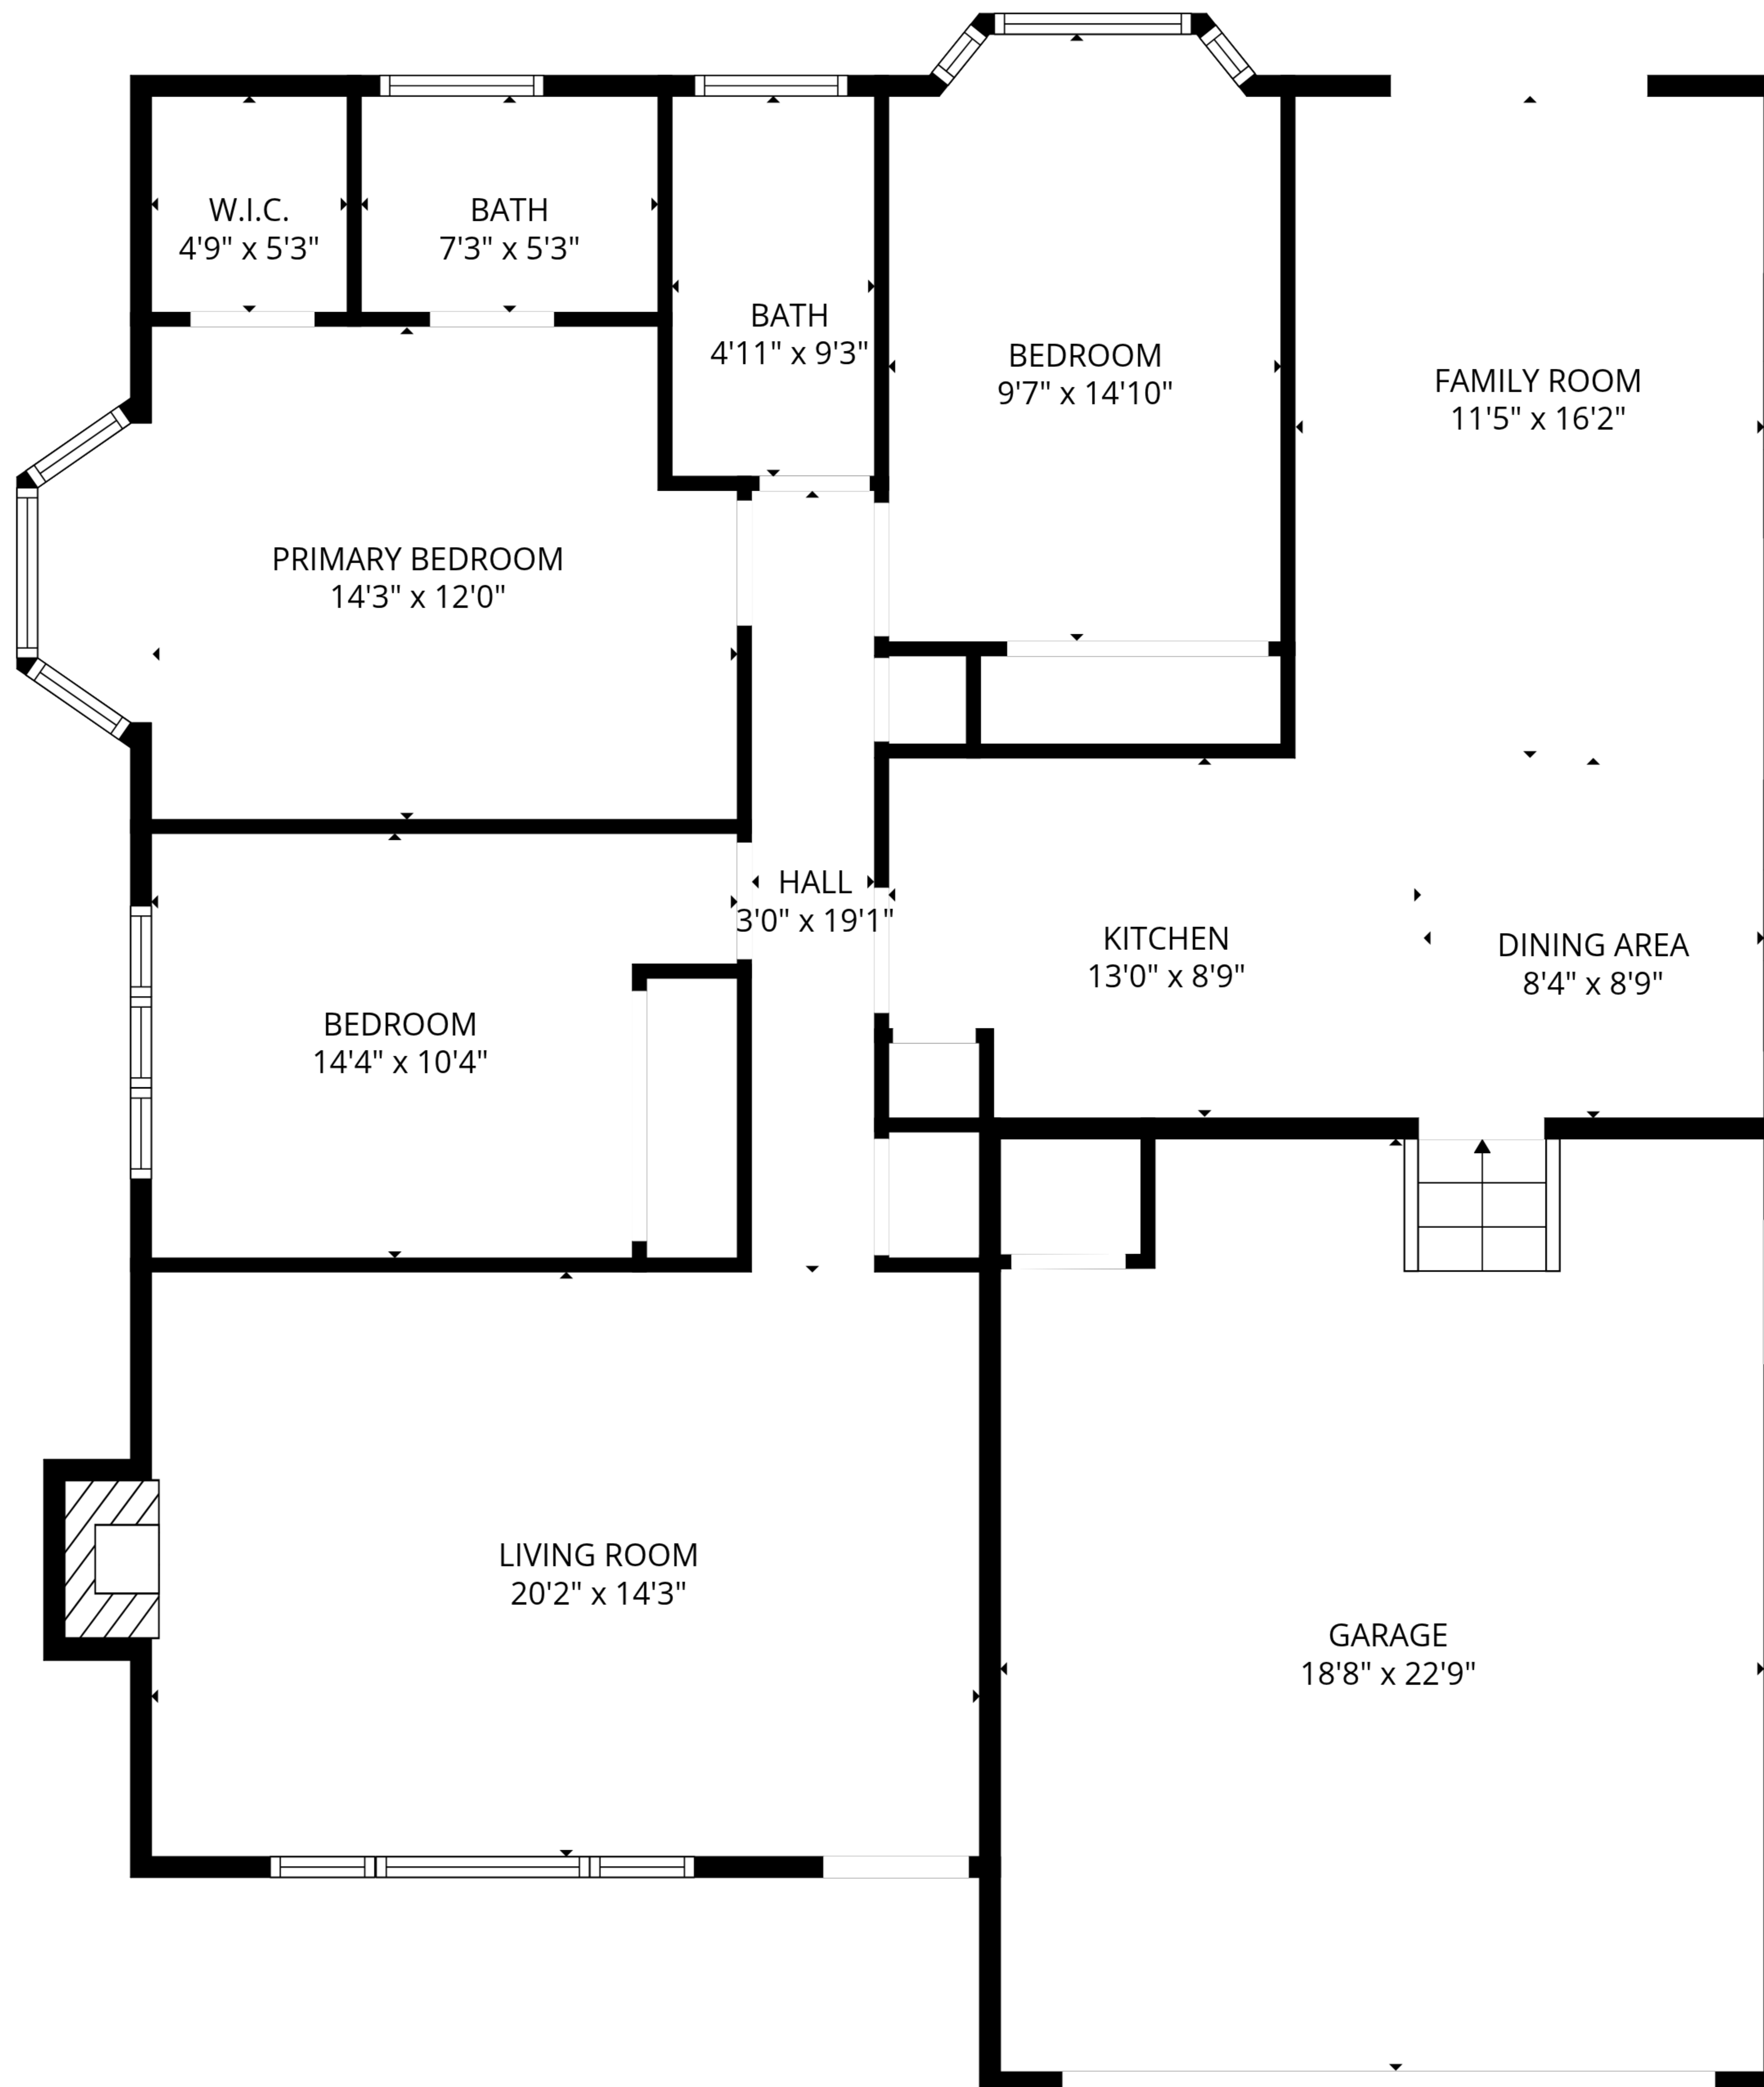 W.I.C.
4'9" x 5'3"
BATH
7'3" x 5'3"
BATH
4'11" x 9'3"
BEDROOM
9'7" x 14'10"
FAMILY ROOM
11'5" x 16'2"
PRIMARY BEDROOM
14'3" x 12'0"
HALL
3'0" x 19'1"
KITCHEN
13'0" x 8'9"
DINING AREA
8'4" x 8'9"
BEDROOM
14'4" x 10'4"
LIVING ROOM
20'2" x 14'3"
GARAGE
18'8" x 22'9"